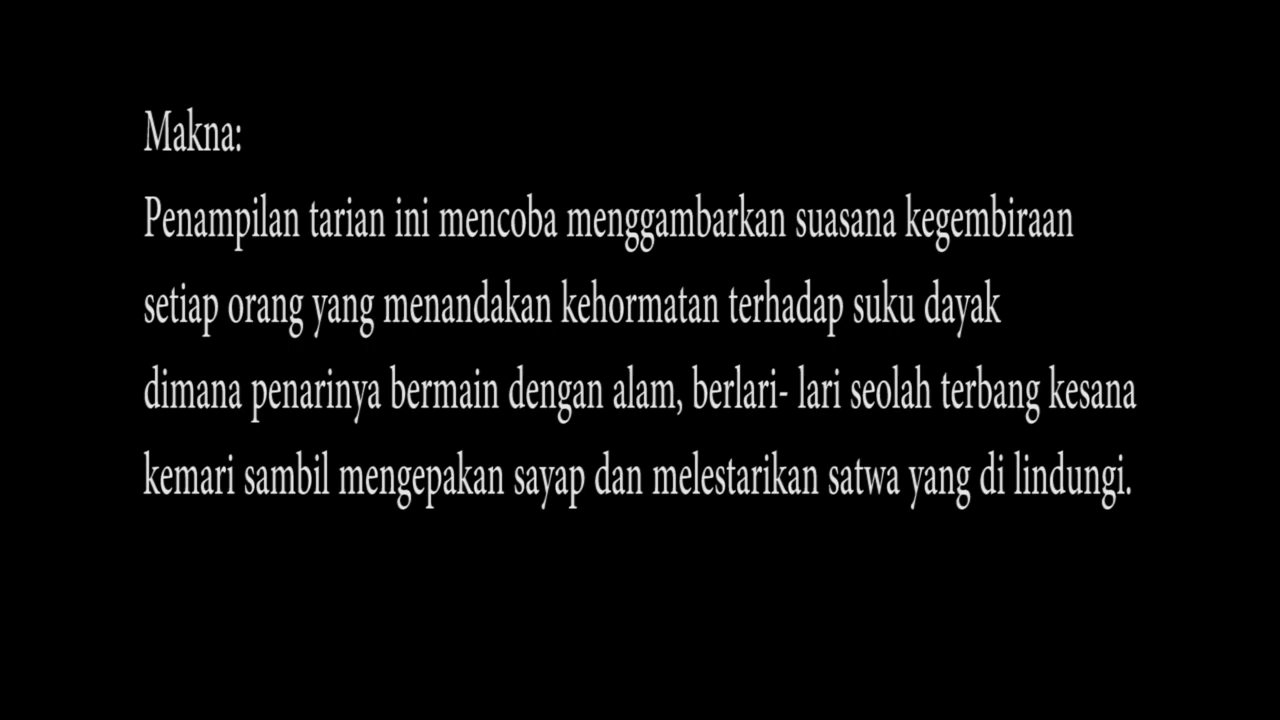 Makna:
Penampilan tarian ini mencoba menggambarkan suasana kegembiraan
setiap orang yang menandakan kehormatan terhadap suku dayak
dimana penarinya bermain dengan alam, berlari- lari seolah terbang kesana
kemari sambil mengepakan sayap dan melestarikan satwa yang di lindungi.